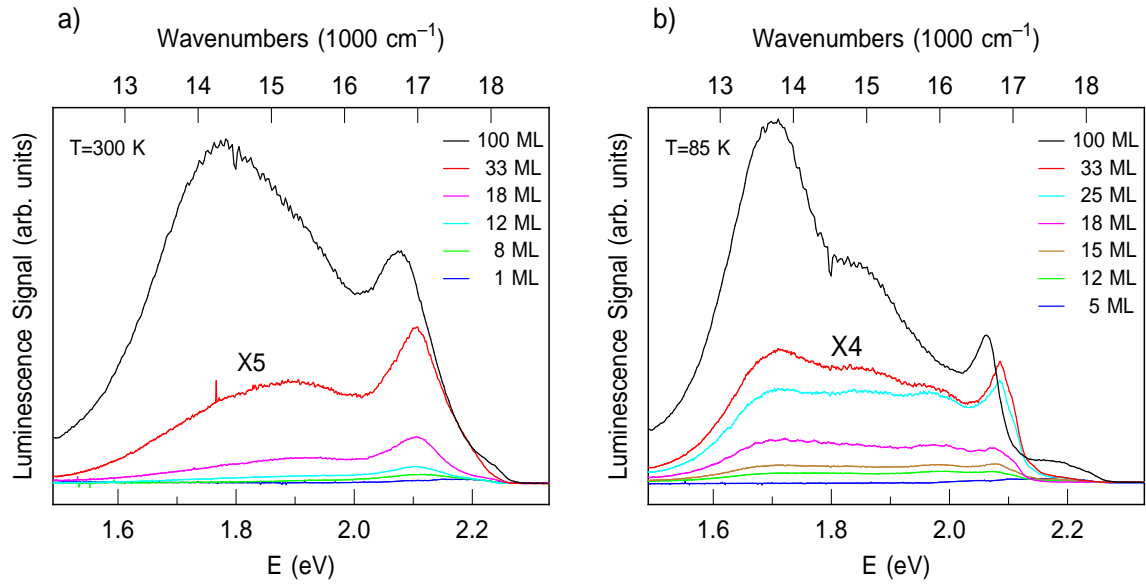 a)
Wavenumbers (1000 cm⁻¹)
13 14 15 16 17 18
T=300 K
100 ML
33 ML
18 ML
12 ML
8 ML
1 ML
X5
Luminescence Signal (arb. units)
1.6 1.8 2.0 2.2
E (eV)
b)
Wavenumbers (1000 cm⁻¹)
13 14 15 16 17 18
T=85 K
100 ML
33 ML
25 ML
18 ML
15 ML
12 ML
5 ML
X4
Luminescence Signal (arb. units)
1.6 1.8 2.0 2.2
E (eV)